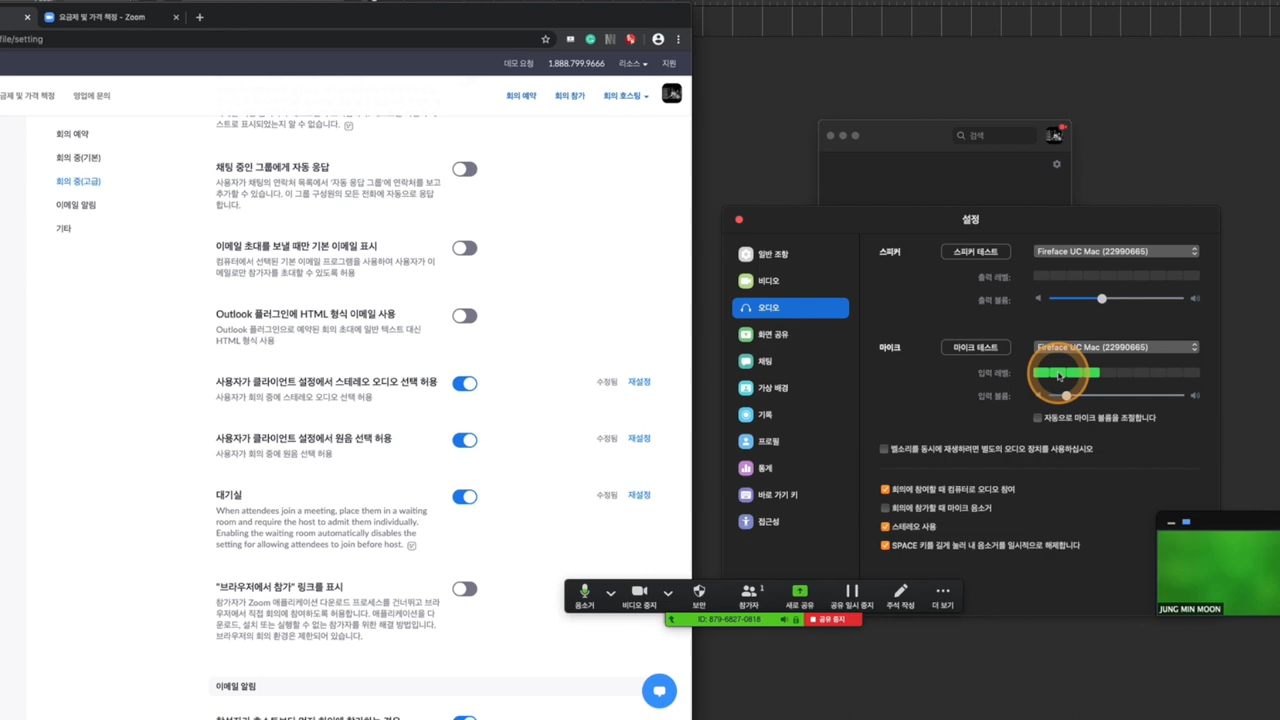 요금제 및 가격 책정 - Zoom
file/setting
데모 요청
1.888.799.9666
리소스
지원
금제 및 가격 책정
영업에 문의
회의 예약
회의 참가
회의 호스팅
회의 예약
회의 중(기본)
회의 중(고급)
이메일 알림
기타
스트로 표시되었는지 알 수 없습니다.
채팅 중인 그룹에게 자동 응답
사용자가 채팅의 연락처 목록에서 '자동 응답 그룹'에 연락처를 보고
추가할 수 있습니다. 이 그룹 구성원의 모든 전화에 자동으로 응답
합니다.
이메일 초대를 보낼 때만 기본 이메일 표시
컴퓨터에서 선택된 기본 이메일 프로그램을 사용하여 사용자가 이
메일로만 참가자를 초대할 수 있도록 허용
Outlook 플러그인에 HTML 형식 이메일 사용
Outlook 플러그인으로 예약된 회의 초대에 일반 텍스트 대신
HTML 형식 사용
사용자가 클라이언트 설정에서 스테레오 오디오 선택 허용
수정됨
재설정
사용자가 회의 중에 스테레오 오디오 선택 허용
사용자가 클라이언트 설정에서 원음 선택 허용
수정됨
재설정
사용자가 회의 중에 원음 선택 허용
대기실
수정됨
재설정
When attendees join a meeting, place them in a waiting
room and require the host to admit them individually.
Enabling the waiting room automatically disables the
setting for allowing attendees to join before host.
"브라우저에서 참가" 링크를 표시
참가자가 Zoom 애플리케이션 다운로드 프로세스를 건너뛰고 브라
우저에서 직접 회의에 참여하도록 허용합니다. 애플리케이션을 다
운로드, 설치 또는 실행할 수 없는 참가자를 위한 해결 방법입니다.
브라우저의 회의 환경은 제한되어 있습니다.
이메일 알림
검색
설정
일반 조항
비디오
오디오
화면 공유
채팅
가상 배경
기록
프로필
통계
바로 가기 키
접근성
스피커
스피커 테스트
Fireface UC Mac (22990665)
출력 레벨:
출력 볼륨:
마이크
마이크 테스트
Fireface UC Mac (22990665)
입력 레벨:
입력 볼륨:
자동으로 마이크 볼륨을 조절합니다
벨소리를 동시에 재생하려면 별도의 오디오 장치를 사용하십시오
회의에 참여할 때 컴퓨터로 오디오 참여
회의에 참가할 때 마이크 음소거
스테레오 사용
SPACE 키를 길게 눌러 내 음소거를 일시적으로 해제합니다
음소거
비디오 중지
보안
참가자
1
새로 공유
공유 일시 중지
주석 작성
더 보기
ID: 879-6827-0818
공유 중지
JUNG MIN MOON